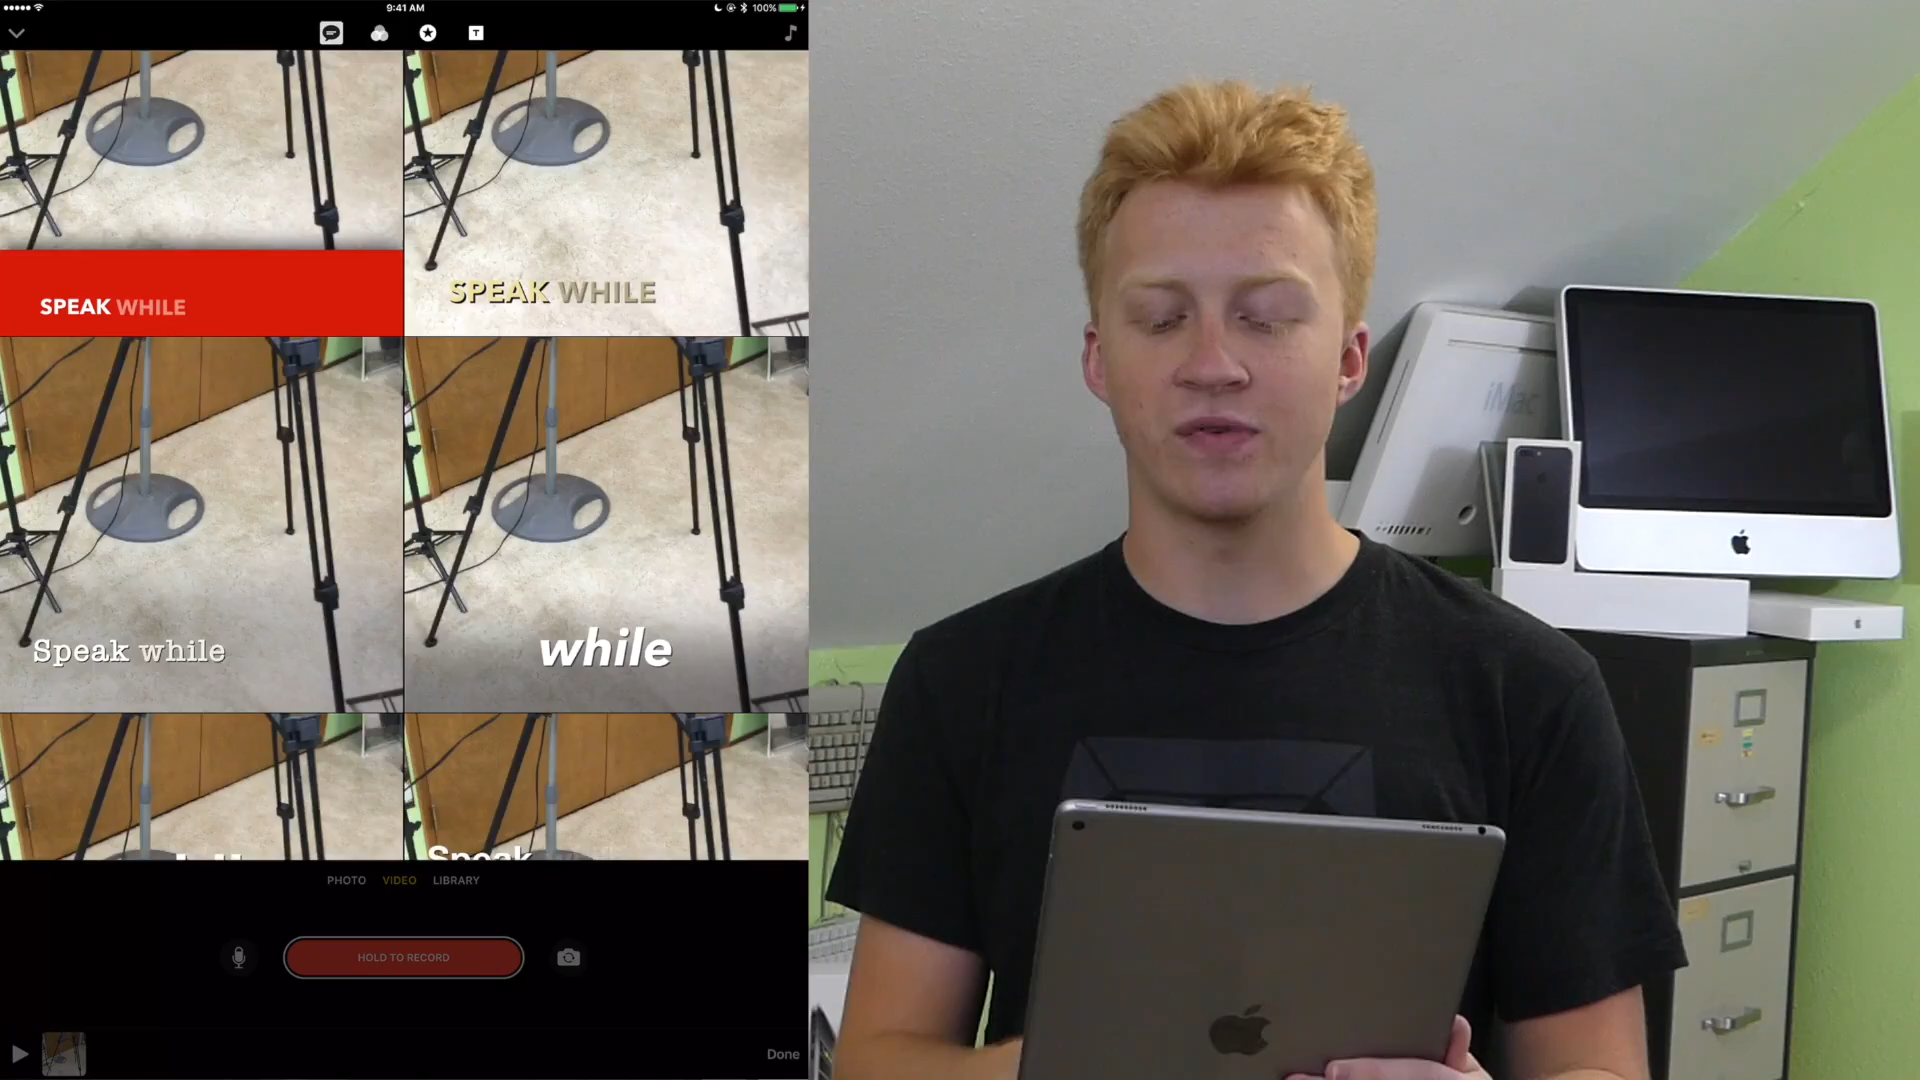 9:41 AM
100%
T
SPEAK WHILE
SPEAK WHILE
Speak while
while
Speak
PHOTO VIDEO LIBRARY
HOLD TO RECORD
Done
iMac